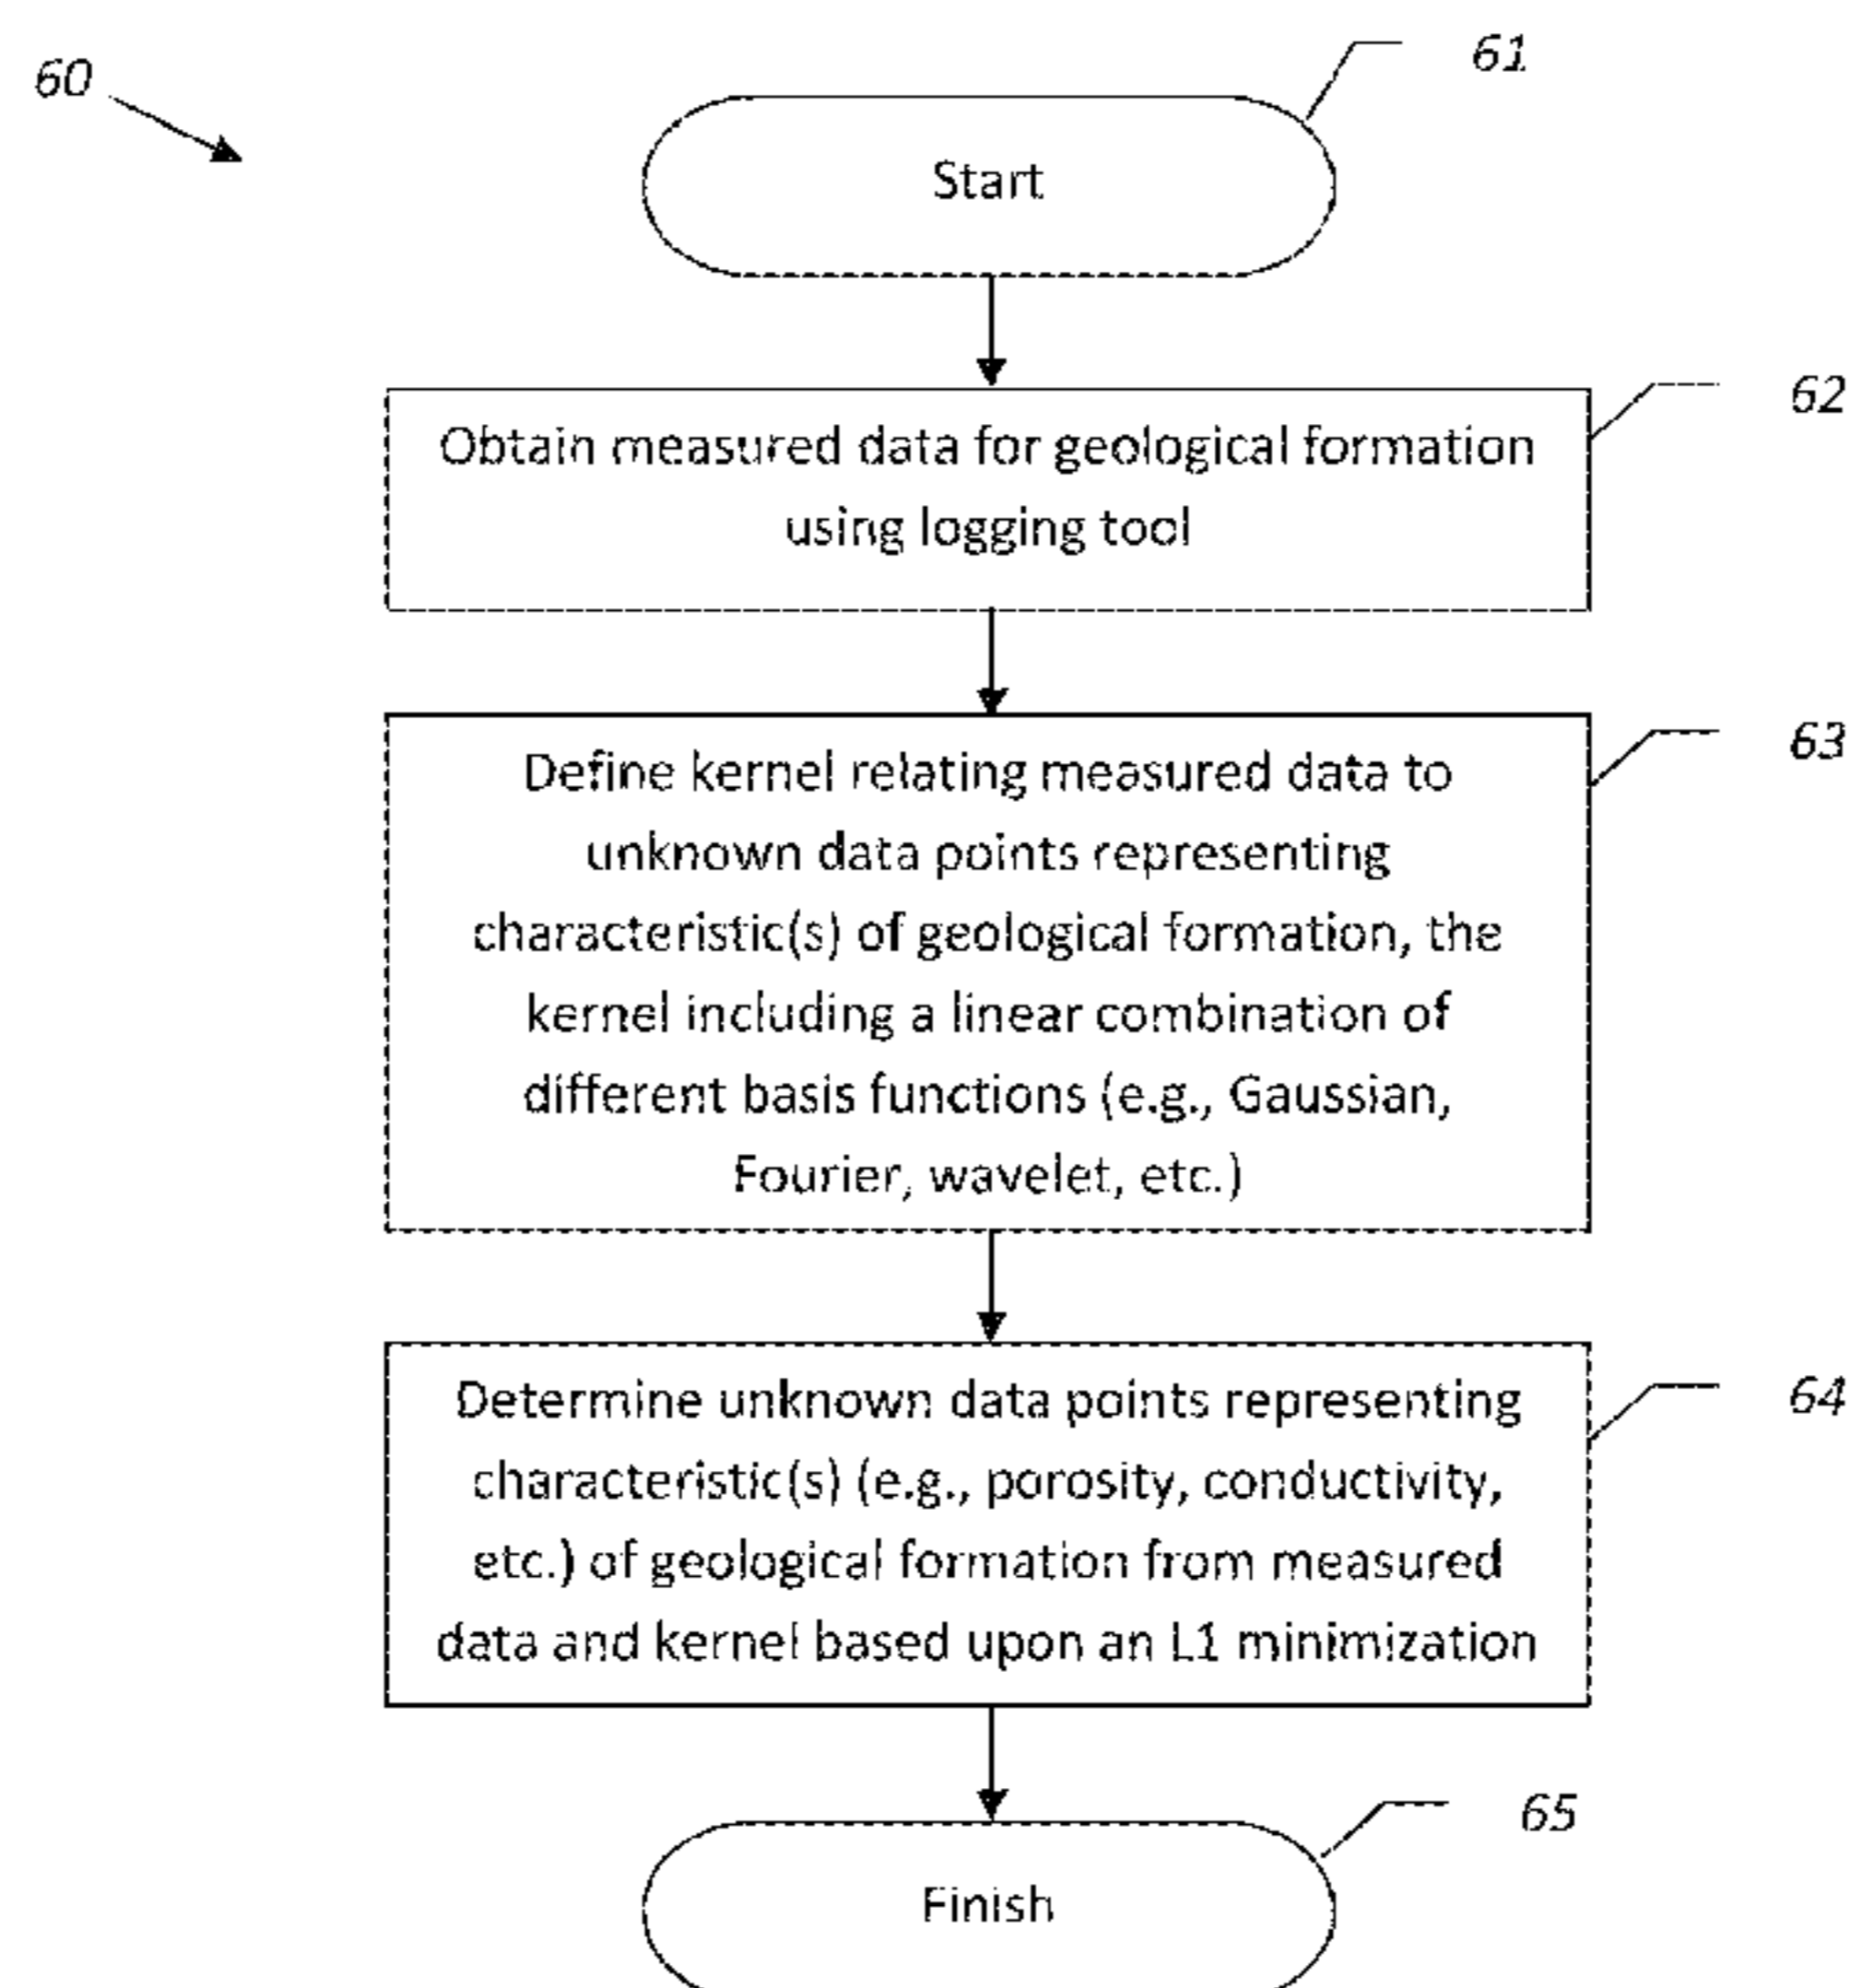 60
61
Start
62
Obtain measured data for geological formation
using logging tool
63
Define kernel relating measured data to
unknown data points representing
characteristic(s) of geological formation, the
kernel including a linear combination of
different basis functions (e.g., Gaussian,
Fourier, wavelet, etc.)
64
Determine unknown data points representing
characteristic(s) (e.g., porosity, conductivity,
etc.) of geological formation from measured
data and kernel based upon an L1 minimization
65
Finish